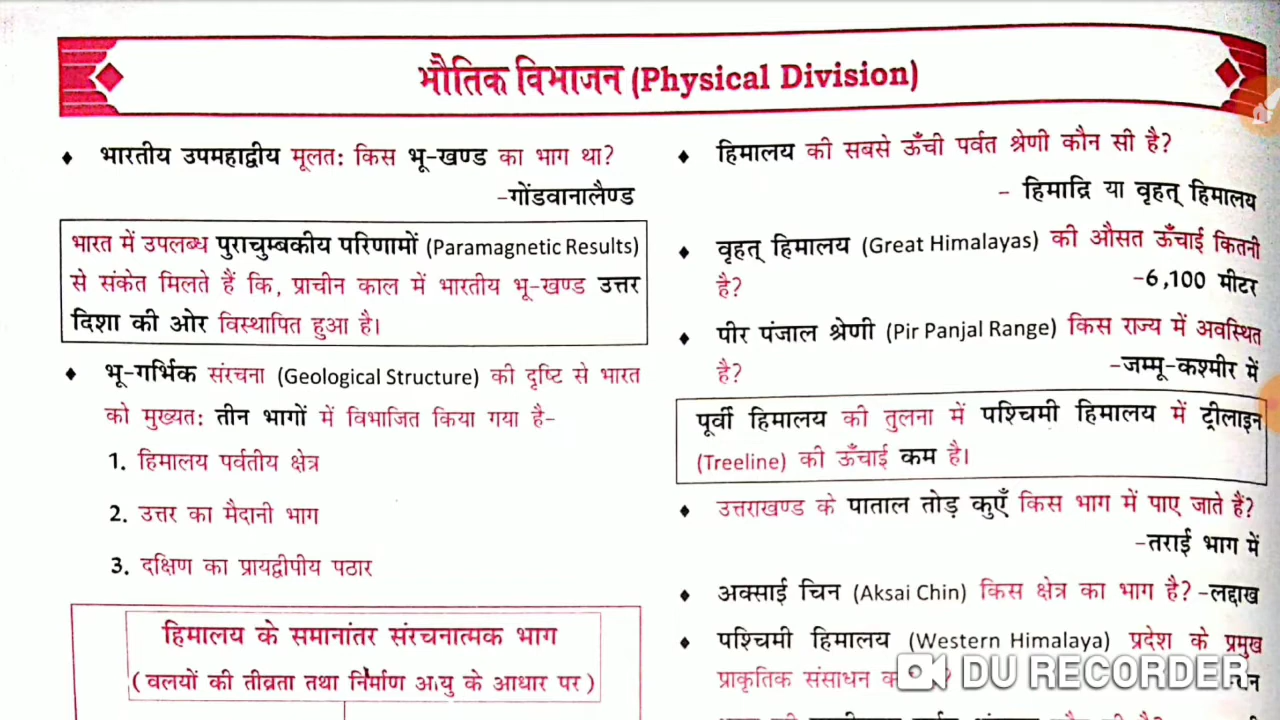 भौतिक विभाजन (Physical Division)
♦ भारतीय उपमहाद्वीय मूलतः किस भू-खण्ड का भाग था?
-गोंडवानालैण्ड
भारत में उपलब्ध पुराचुम्बकीय परिणामों (Paramagnetic Results)
से संकेत मिलते हैं कि, प्राचीन काल में भारतीय भू-खण्ड उत्तर
दिशा की ओर विस्थापित हुआ है।
♦ भू-गर्भिक संरचना (Geological Structure) की दृष्टि से भारत
को मुख्यतः तीन भागों में विभाजित किया गया है-
1. हिमालय पर्वतीय क्षेत्र
2. उत्तर का मैदानी भाग
3. दक्षिण का प्रायद्वीपीय पठार
हिमालय के समानांतर संरचनात्मक भाग
(वलयों की तीव्रता तथा निर्माण आयु के आधार पर)
♦ हिमालय की सबसे ऊँची पर्वत श्रेणी कौन सी है?
- हिमाद्रि या वृहत् हिमालय
♦ वृहत् हिमालय (Great Himalayas) की औसत ऊँचाई कितनी
है? -6,100 मीटर
♦ पीर पंजाल श्रेणी (Pir Panjal Range) किस राज्य में अवस्थित
है? -जम्मू-कश्मीर में
पूर्वी हिमालय की तुलना में पश्चिमी हिमालय में ट्रीलाइन
(Treeline) की ऊँचाई कम है।
♦ उत्तराखण्ड के पाताल तोड़ कुएँ किस भाग में पाए जाते हैं?
-तराई भाग में
♦ अक्साई चिन (Aksai Chin) किस क्षेत्र का भाग है? -लद्दाख
♦ पश्चिमी हिमालय (Western Himalaya) प्रदेश के प्रमुख
प्राकृतिक संसाधन
DU RECORDER